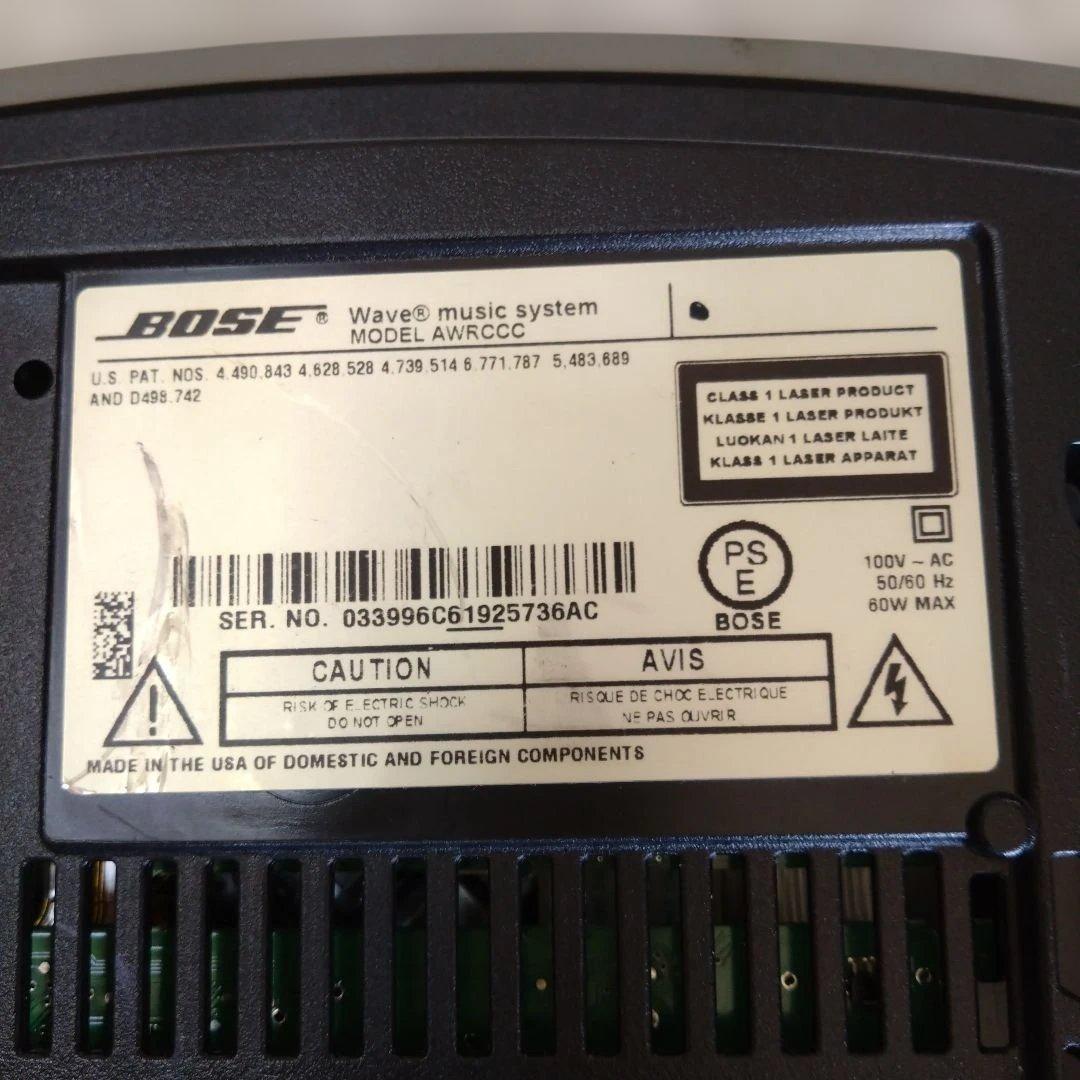 BOSE® Wave® music system
MODEL AWRCCC
U.S. PAT. NOS. 4,490,843 4,628,528 4,739,514 6,771,787 5,483,689
AND D498,742
CLASS 1 LASER PRODUCT
KLASSE 1 LASER PRODUKT
LUOKAN 1 LASER LAITE
KLASS 1 LASER APPARAT
PS
E
BOSE
100V ~ AC
50/60 Hz
60W MAX
SER. NO. 033996C61925736AC
CAUTION
RISK OF ELECTRIC SHOCK
DO NOT OPEN
AVIS
RISQUE DE CHOC ELECTRIQUE
NE PAS OUVRIR
MADE IN THE USA OF DOMESTIC AND FOREIGN COMPONENTS